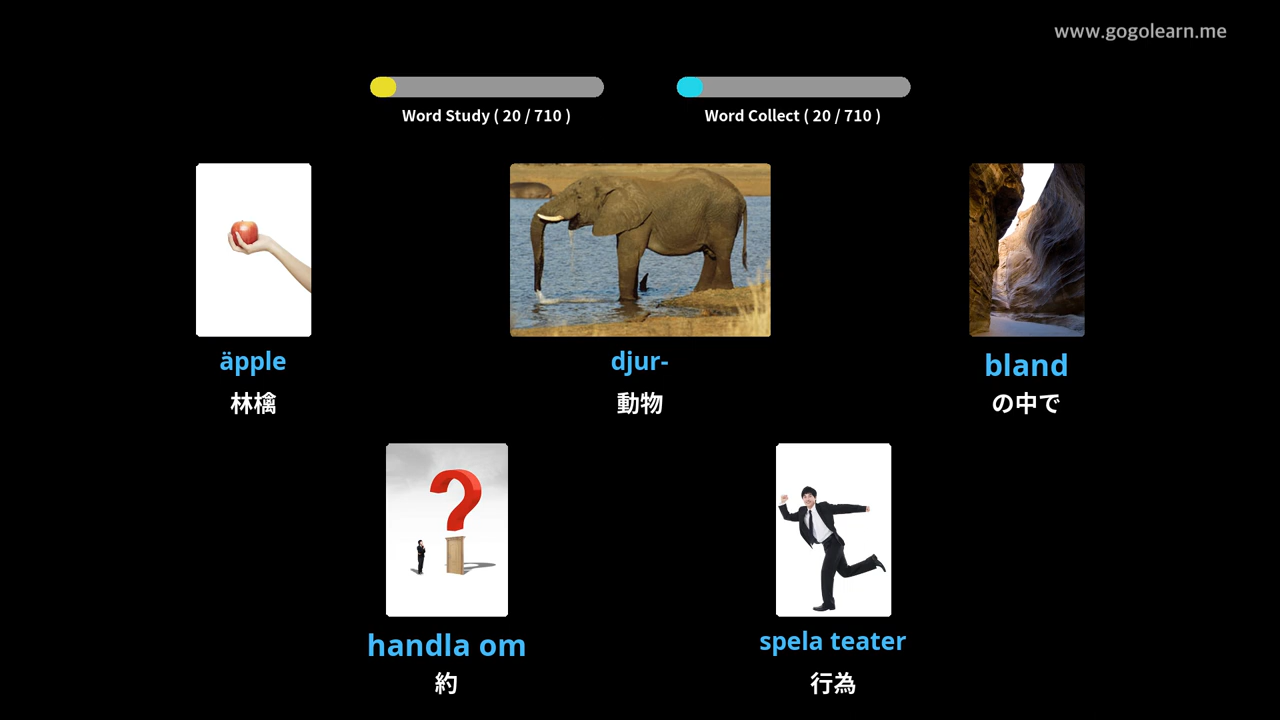 www.gogolearn.me
Word Study ( 20 / 710 )
Word Collect ( 20 / 710 )
äpple
林檎
djur-
動物
bland
の中で
handla om
約
spela teater
行為